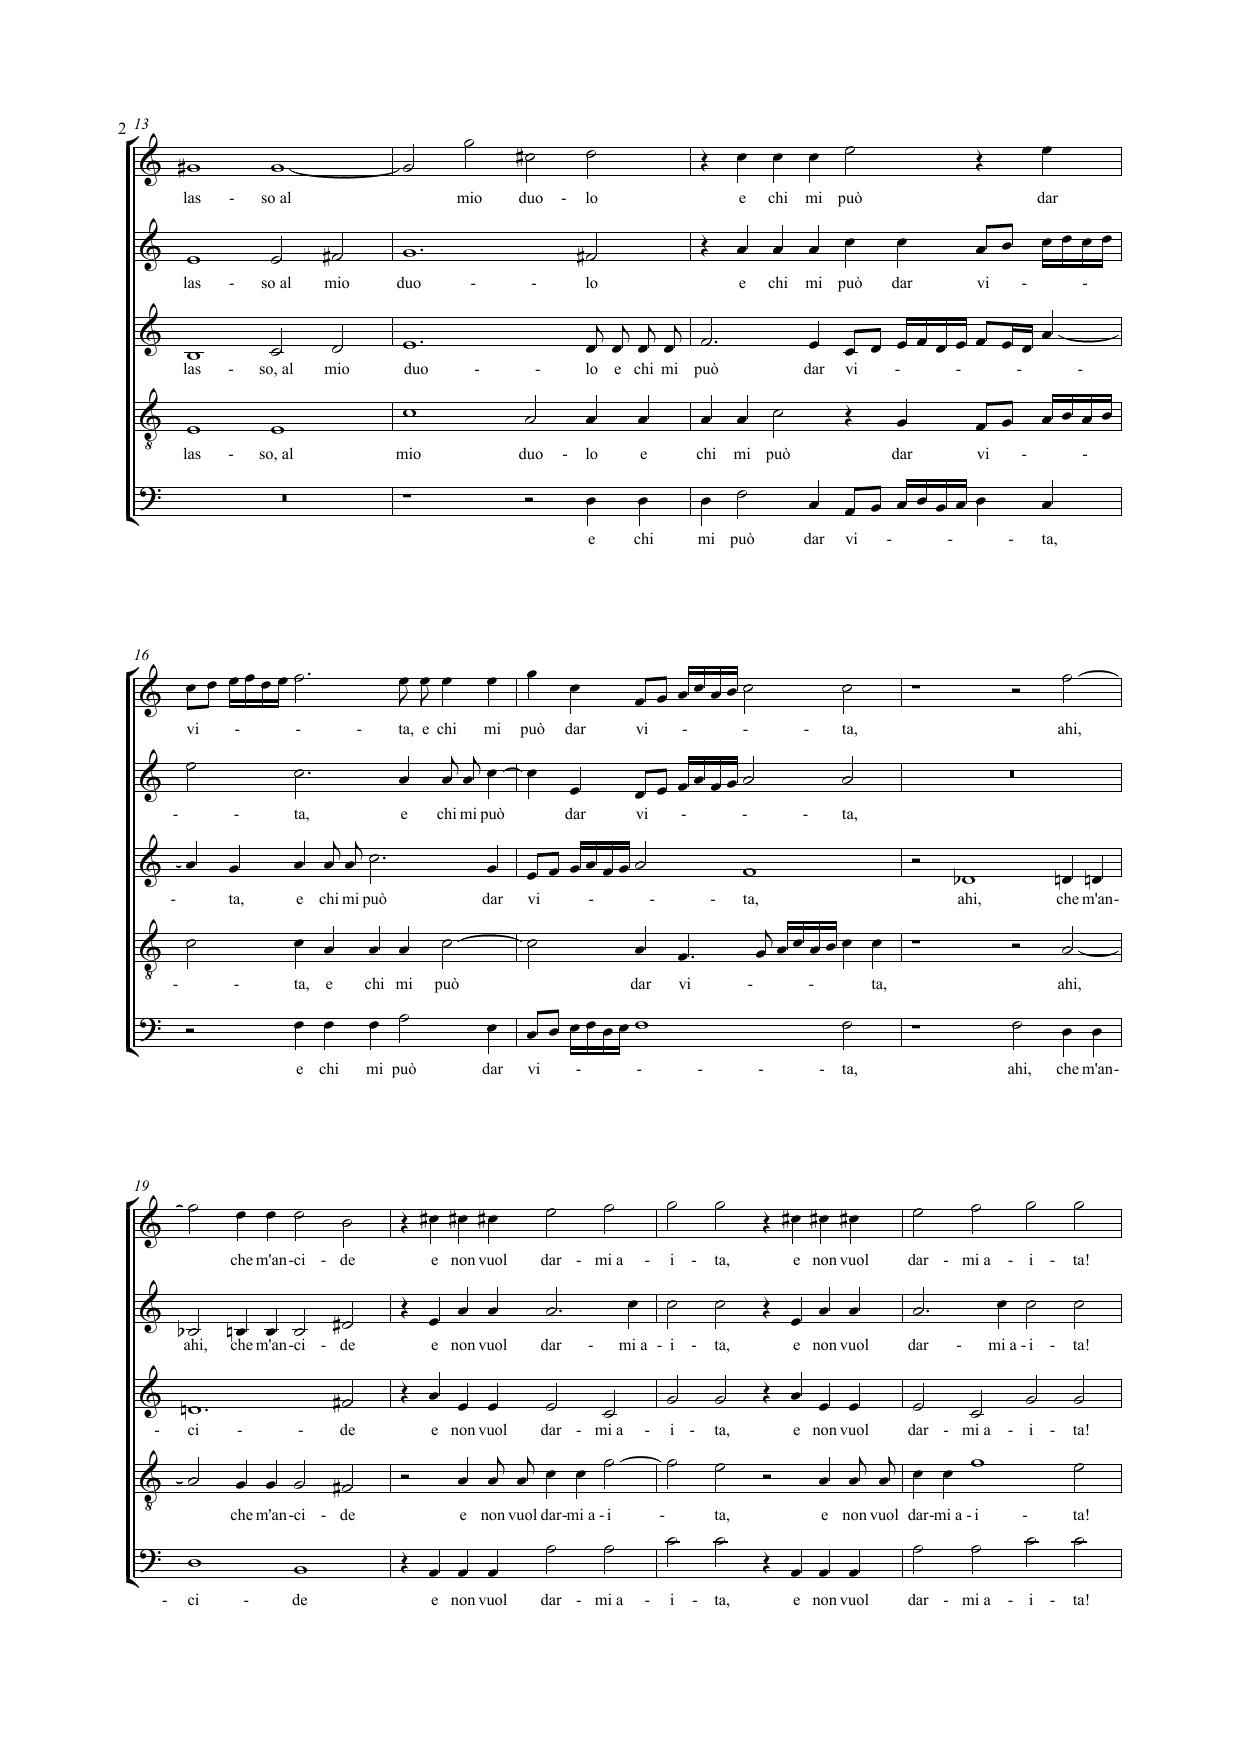 2 13
las - so al mio duo - lo e chi mi può dar
las - so al mio duo - - lo e chi mi può dar vi - - -
las - so, al mio duo - - lo e chi mi può dar vi - - - -
las - so, al mio duo - lo e chi mi può dar vi - - -
e chi mi può dar vi - - - ta,
16
vi - - - - ta, e chi mi può dar vi - - - - ta, ahi,
- - ta, e chi mi può dar vi - - - - ta,
- ta, e chi mi può dar vi - - - - ta, ahi, che m'an-
- - ta, e chi mi può dar vi - - - ta, ahi,
e chi mi può dar vi - - - - - - ta, ahi, che m'an-
19
che m'an-ci - de e non vuol dar - mi a - i - ta, e non vuol dar - mi a - i - ta!
ahi, che m'an-ci - de e non vuol dar - mi a - i - ta, e non vuol dar - mi a - i - ta!
- ci - - de e non vuol dar - mi a - i - ta, e non vuol dar - mi a - i - ta!
che m'an-ci - de e non vuol dar-mi a - i - ta, e non vuol dar-mi a - i - ta!
- ci - de e non vuol dar - mi a - i - ta, e non vuol dar - mi a - i - ta!